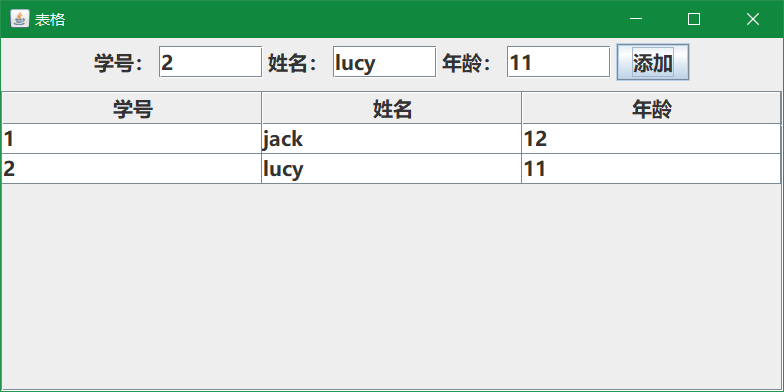 表格
学号： 2 姓名： lucy 年龄： 11 添加
学号 姓名 年龄
1 jack 12
2 lucy 11